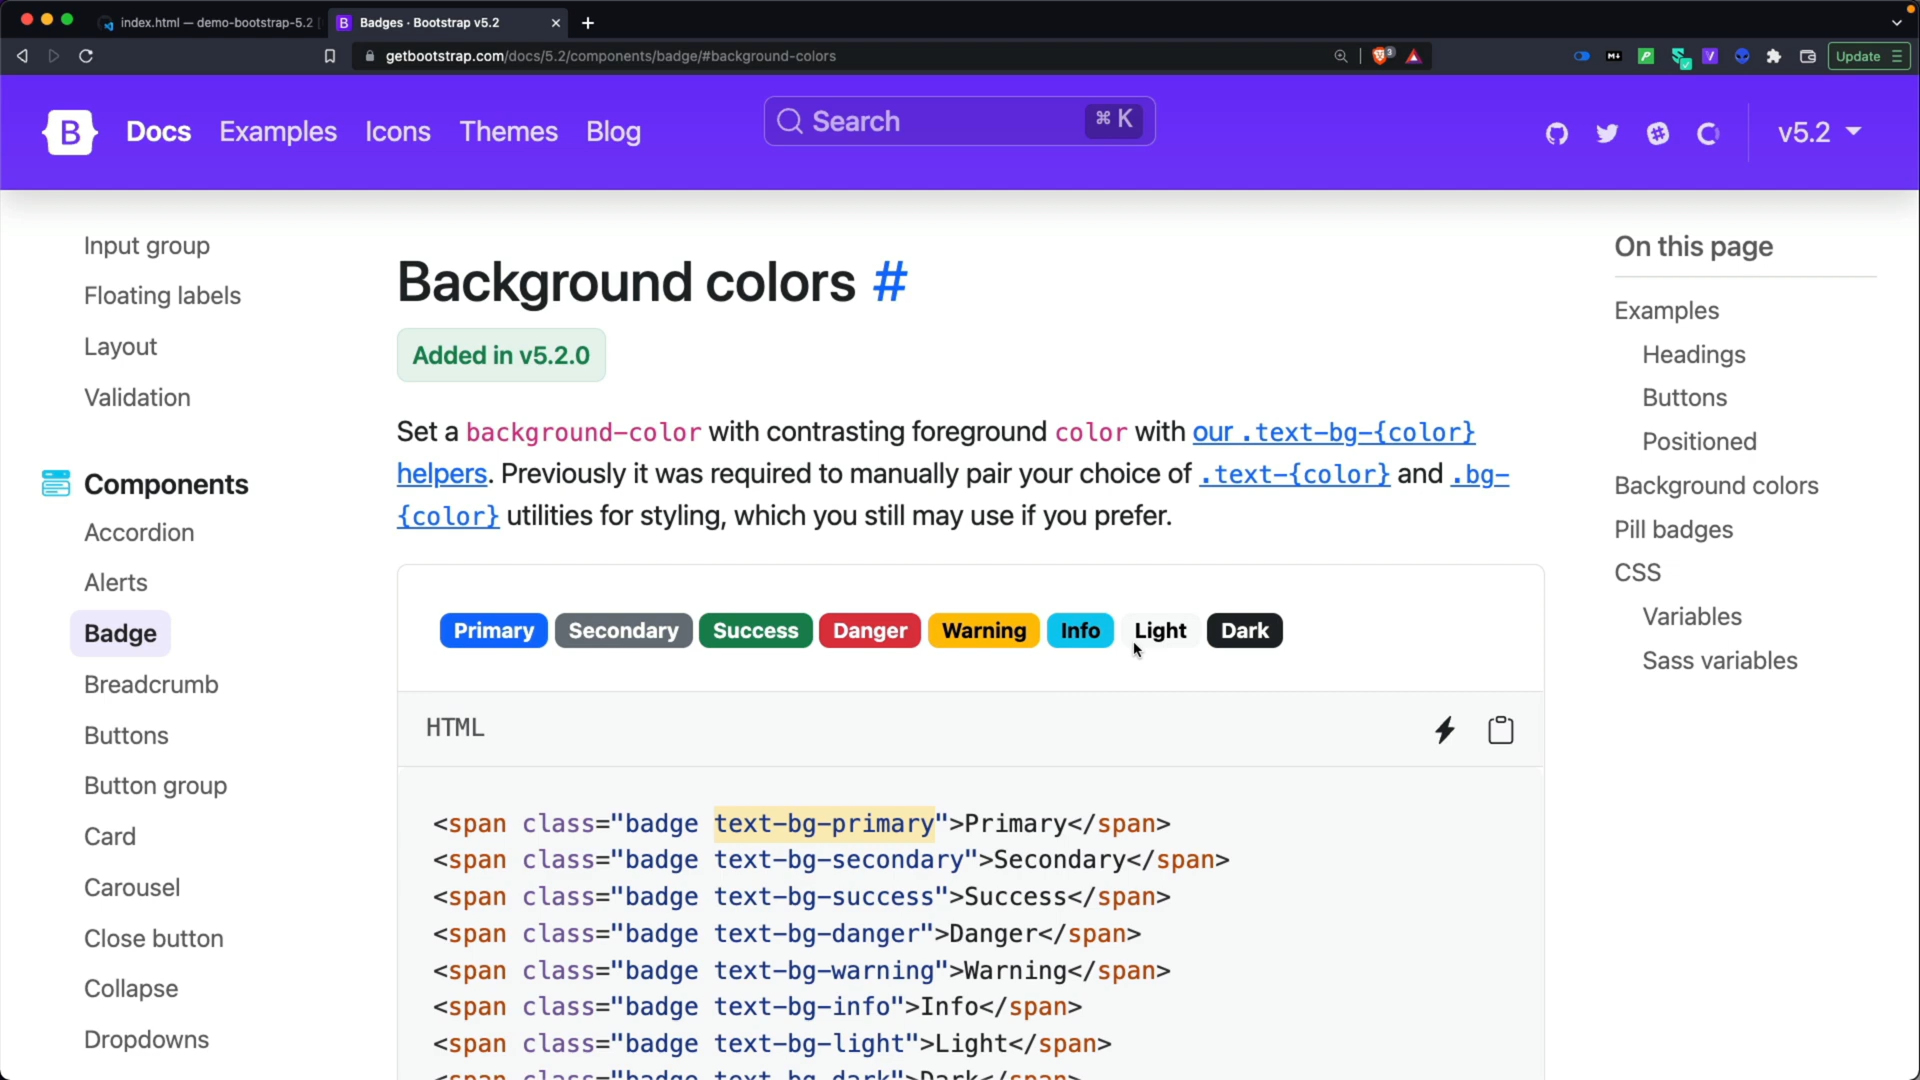 index.html — demo-bootstrap-5.2
B Badges · Bootstrap v5.2
getbootstrap.com/docs/5.2/components/badge/#background-colors
3
M+
P
V
Update
B
Docs
Examples
Icons
Themes
Blog
Search
⌘ K
v5.2
Input group
Floating labels
Layout
Validation
Components
Accordion
Alerts
Badge
Breadcrumb
Buttons
Button group
Card
Carousel
Close button
Collapse
Dropdowns
Background colors #
Added in v5.2.0
Set a background-color with contrasting foreground color with our .text-bg-{color}
helpers. Previously it was required to manually pair your choice of .text-{color} and .bg-
{color} utilities for styling, which you still may use if you prefer.
Primary Secondary Success Danger Warning Info Light Dark
HTML
<span class="badge text-bg-primary">Primary</span>
<span class="badge text-bg-secondary">Secondary</span>
<span class="badge text-bg-success">Success</span>
<span class="badge text-bg-danger">Danger</span>
<span class="badge text-bg-warning">Warning</span>
<span class="badge text-bg-info">Info</span>
<span class="badge text-bg-light">Light</span>
<span class="badge text-bg-dark">Dark</span>
On this page
Examples
Headings
Buttons
Positioned
Background colors
Pill badges
CSS
Variables
Sass variables